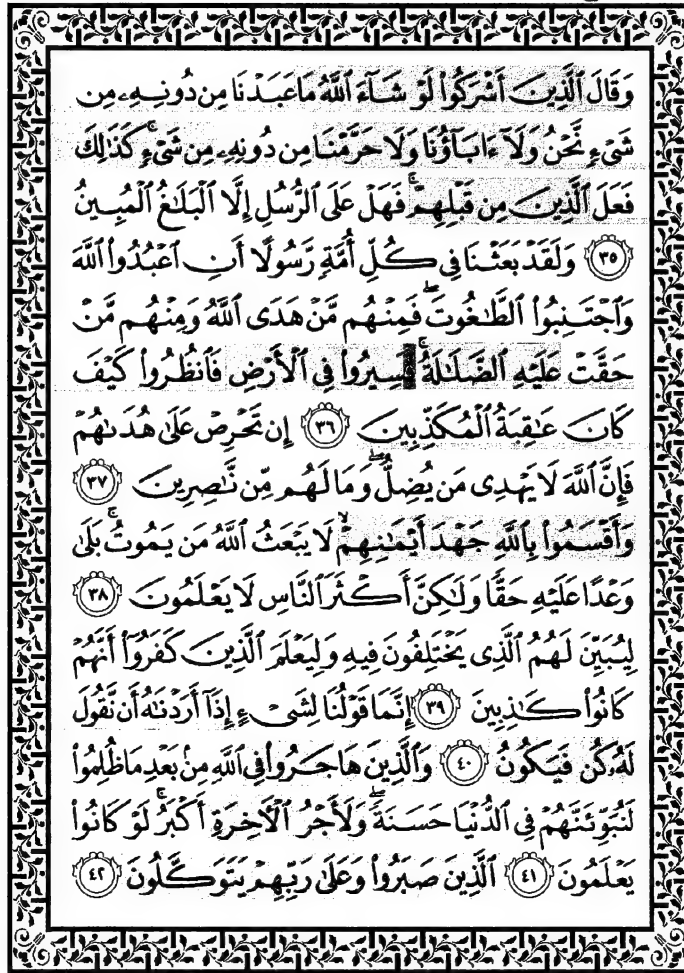 وَقَالَ ٱلَّذِينَ أَشْرَكُوا۟ لَوْ شَآءَ ٱللَّهُ مَا عَبَدْنَا مِن دُونِهِۦ مِن
شَىْءٍ نَّحْنُ وَلَآ ءَابَآؤُنَا وَلَا حَرَّمْنَا مِن دُونِهِۦ مِن شَىْءٍ ۚ كَذَٰلِكَ
فَعَلَ ٱلَّذِينَ مِن قَبْلِهِمْ ۚ فَهَلْ عَلَى ٱلرُّسُلِ إِلَّا ٱلْبَلَٰغُ ٱلْمُبِينُ
﴿٣٥﴾ وَلَقَدْ بَعَثْنَا فِى كُلِّ أُمَّةٍ رَّسُولًا أَنِ ٱعْبُدُوا۟ ٱللَّهَ
وَٱجْتَنِبُوا۟ ٱلطَّٰغُوتَ ۖ فَمِنْهُم مَّنْ هَدَى ٱللَّهُ وَمِنْهُم مَّنْ
حَقَّتْ عَلَيْهِ ٱلضَّلَٰلَةُ ۚ فَسِيرُوا۟ فِى ٱلْأَرْضِ فَٱنظُرُوا۟ كَيْفَ
كَانَ عَٰقِبَةُ ٱلْمُكَذِّبِينَ ﴿٣٦﴾ إِن تَحْرِصْ عَلَىٰ هُدَىٰهُمْ
فَإِنَّ ٱللَّهَ لَا يَهْدِى مَن يُضِلُّ ۖ وَمَا لَهُم مِّن نَّٰصِرِينَ ﴿٣٧﴾
وَأَقْسَمُوا۟ بِٱللَّهِ جَهْدَ أَيْمَٰنِهِمْ ۙ لَا يَبْعَثُ ٱللَّهُ مَن يَمُوتُ ۚ بَلَىٰ
وَعْدًا عَلَيْهِ حَقًّا وَلَٰكِنَّ أَكْثَرَ ٱلنَّاسِ لَا يَعْلَمُونَ ﴿٣٨﴾
لِيُبَيِّنَ لَهُمُ ٱلَّذِى يَخْتَلِفُونَ فِيهِ وَلِيَعْلَمَ ٱلَّذِينَ كَفَرُوٓا۟ أَنَّهُمْ
كَانُوا۟ كَٰذِبِينَ ﴿٣٩﴾ إِنَّمَا قَوْلُنَا لِشَىْءٍ إِذَآ أَرَدْنَٰهُ أَن نَّقُولَ
لَهُۥ كُن فَيَكُونُ ﴿٤٠﴾ وَٱلَّذِينَ هَاجَرُوا۟ فِى ٱللَّهِ مِنۢ بَعْدِ مَا ظُلِمُوا۟
لَنُبَوِّئَنَّهُمْ فِى ٱلدُّنْيَا حَسَنَةً ۖ وَلَأَجْرُ ٱلْءَاخِرَةِ أَكْبَرُ ۚ لَوْ كَانُوا۟
يَعْلَمُونَ ﴿٤١﴾ ٱلَّذِينَ صَبَرُوا۟ وَعَلَىٰ رَبِّهِمْ يَتَوَكَّلُونَ ﴿٤٢﴾